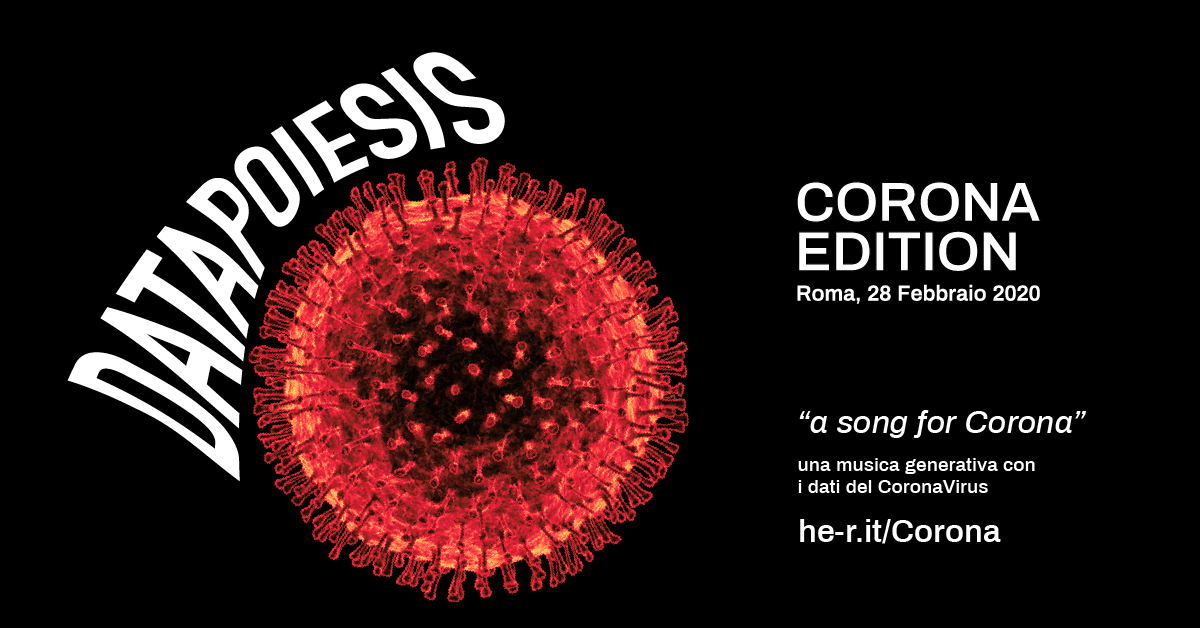 DATAPOIESIS
CORONA
EDITION
Roma, 28 Febbraio 2020
“a song for Corona”
una musica generativa con
i dati del CoronaVirus
he-r.it/Corona